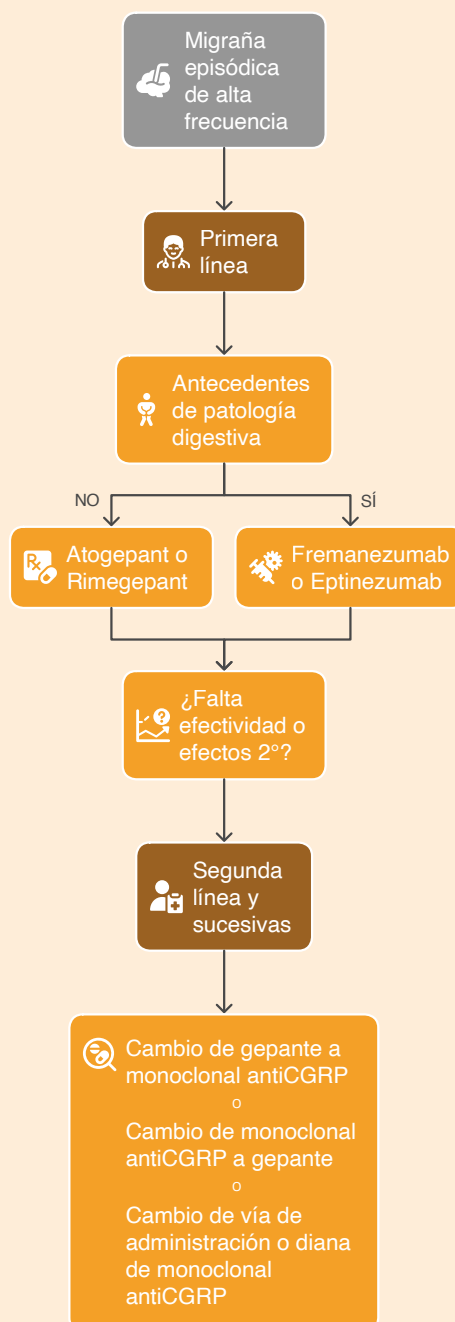 Migraña
episódica
de alta
frecuencia
Primera
línea
Antecedentes
de patología
digestiva
NO
SÍ
Atogepant o
Rimegepant
Fremanezumab
o Eptinezumab
¿Falta
efectividad o
efectos 2°?
Segunda
línea y
sucesivas
Cambio de gepante a
monoclonal antiCGRP
o
Cambio de monoclonal
antiCGRP a gepante
o
Cambio de vía de
administración o diana
de monoclonal
antiCGRP